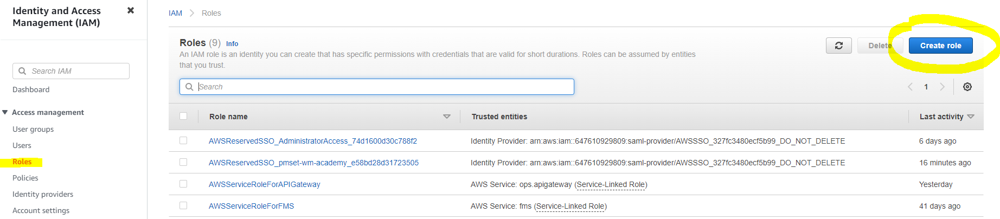 Identity and Access
Management (IAM)
Search IAM
Dashboard
Access management
User groups
Users
Roles
Policies
Identity providers
Account settings
IAM > Roles
Roles (9) Info
An IAM role is an identity you can create that has specific permissions with credentials that are valid for short durations. Roles can be assumed by entities
that you trust.
Delete
Create role
Search
1
Role name Trusted entities Last activity
AWSReservedSSO_AdministratorAccess_74d1600d30c788f2 Identity Provider: arn:aws:iam::647610929809:saml-provider/AWSSSO_327fc3480ecf5b99_DO_NOT_DELETE 6 days ago
AWSReservedSSO_pmset-wm-academy_e58bd28d31723505 Identity Provider: arn:aws:iam::647610929809:saml-provider/AWSSSO_327fc3480ecf5b99_DO_NOT_DELETE 16 minutes ago
AWSServiceRoleForAPIGateway AWS Service: ops.apigateway (Service-Linked Role) Yesterday
AWSServiceRoleForFMS AWS Service: fms (Service-Linked Role) 41 days ago